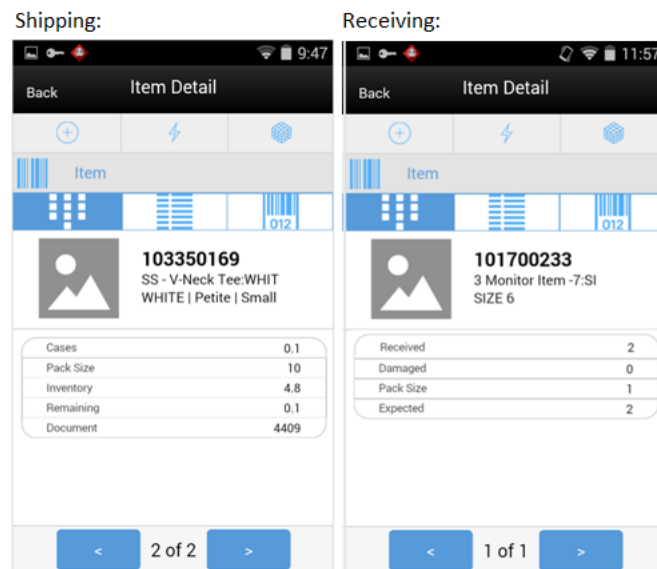 Shipping:
9:47
Back
Item Detail
Item
012
103350169
SS - V-Neck Tee:WHIT
WHITE | Petite | Small
Cases 0.1
Pack Size 10
Inventory 4.8
Remaining 0.1
Document 4409
< 2 of 2 >
Receiving:
11:57
Back
Item Detail
Item
012
101700233
3 Monitor Item -7:SI
SIZE 6
Received 2
Damaged 0
Pack Size 1
Expected 2
< 1 of 1 >